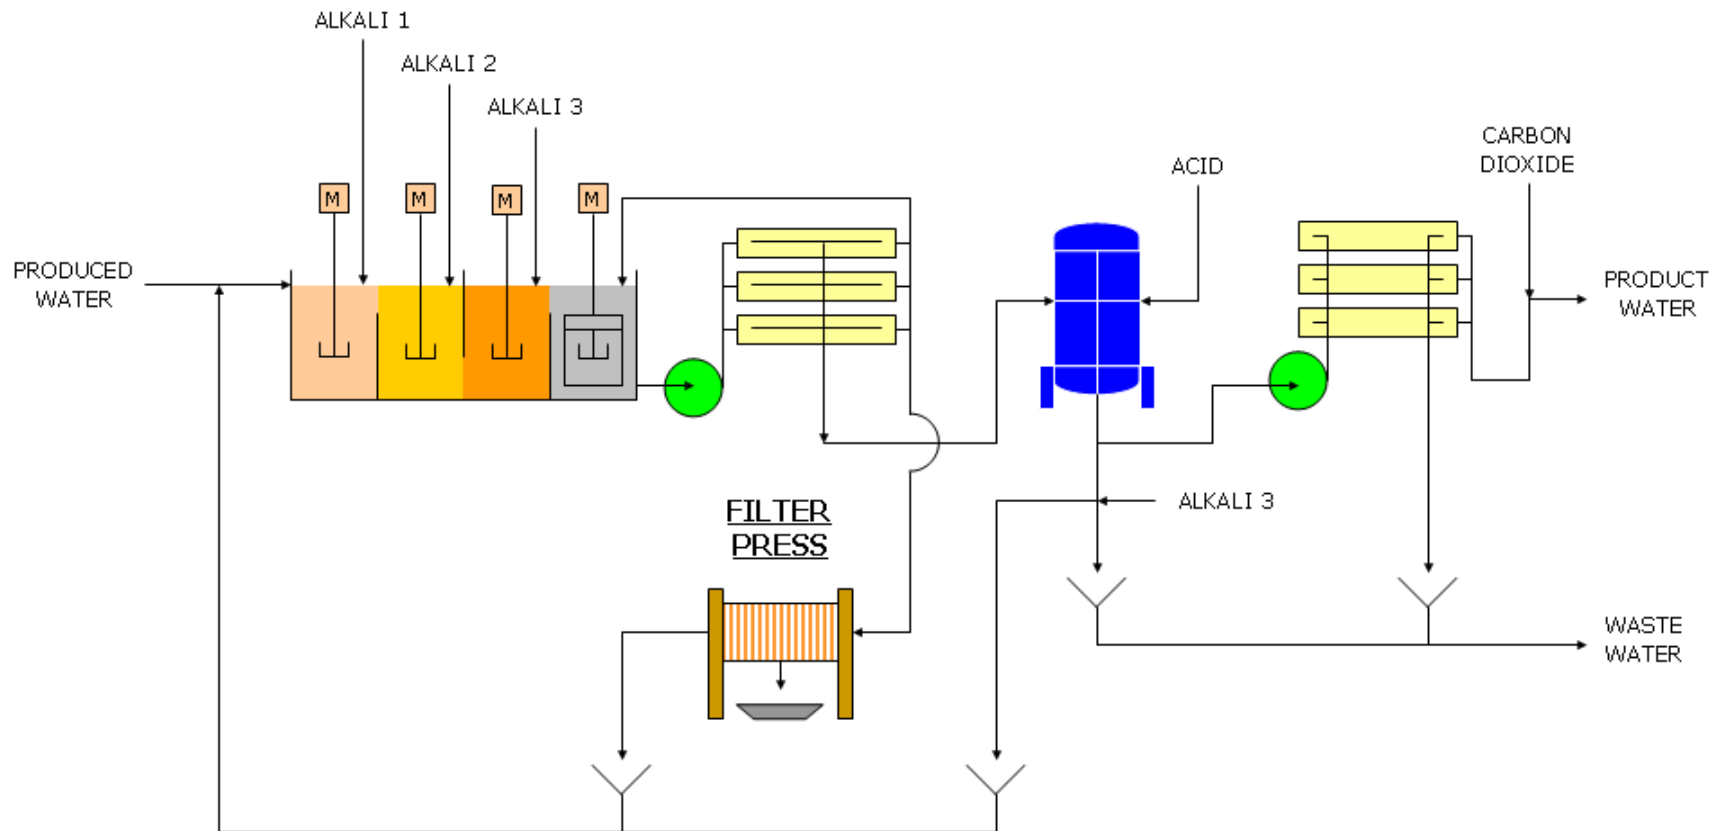 ALKALI 1
ALKALI 2
ALKALI 3
M
M
M
M
PRODUCED
WATER
ACID
CARBON
DIOXIDE
PRODUCT
WATER
ALKALI 3
FILTER
PRESS
WASTE
WATER